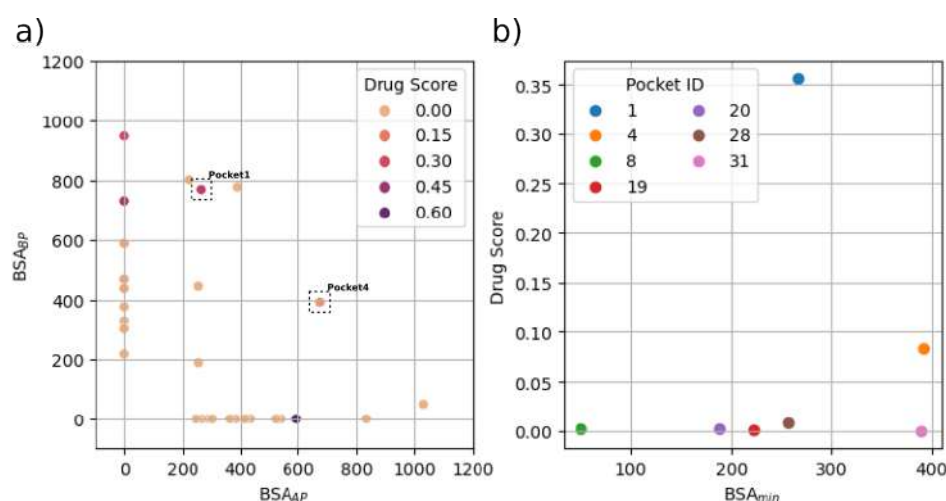 a)
1200
1000
800
600
400
200
0
BSA_BP
Drug Score
0.00
0.15
0.30
0.45
0.60
Pocket1
Pocket4
0 200 400 600 800 1000 1200
BSA_AP
b)
0.35
0.30
0.25
0.20
0.15
0.10
0.05
0.00
Drug Score
Pocket ID
1 20
4 28
8 31
19
100 200 300 400
BSA_min